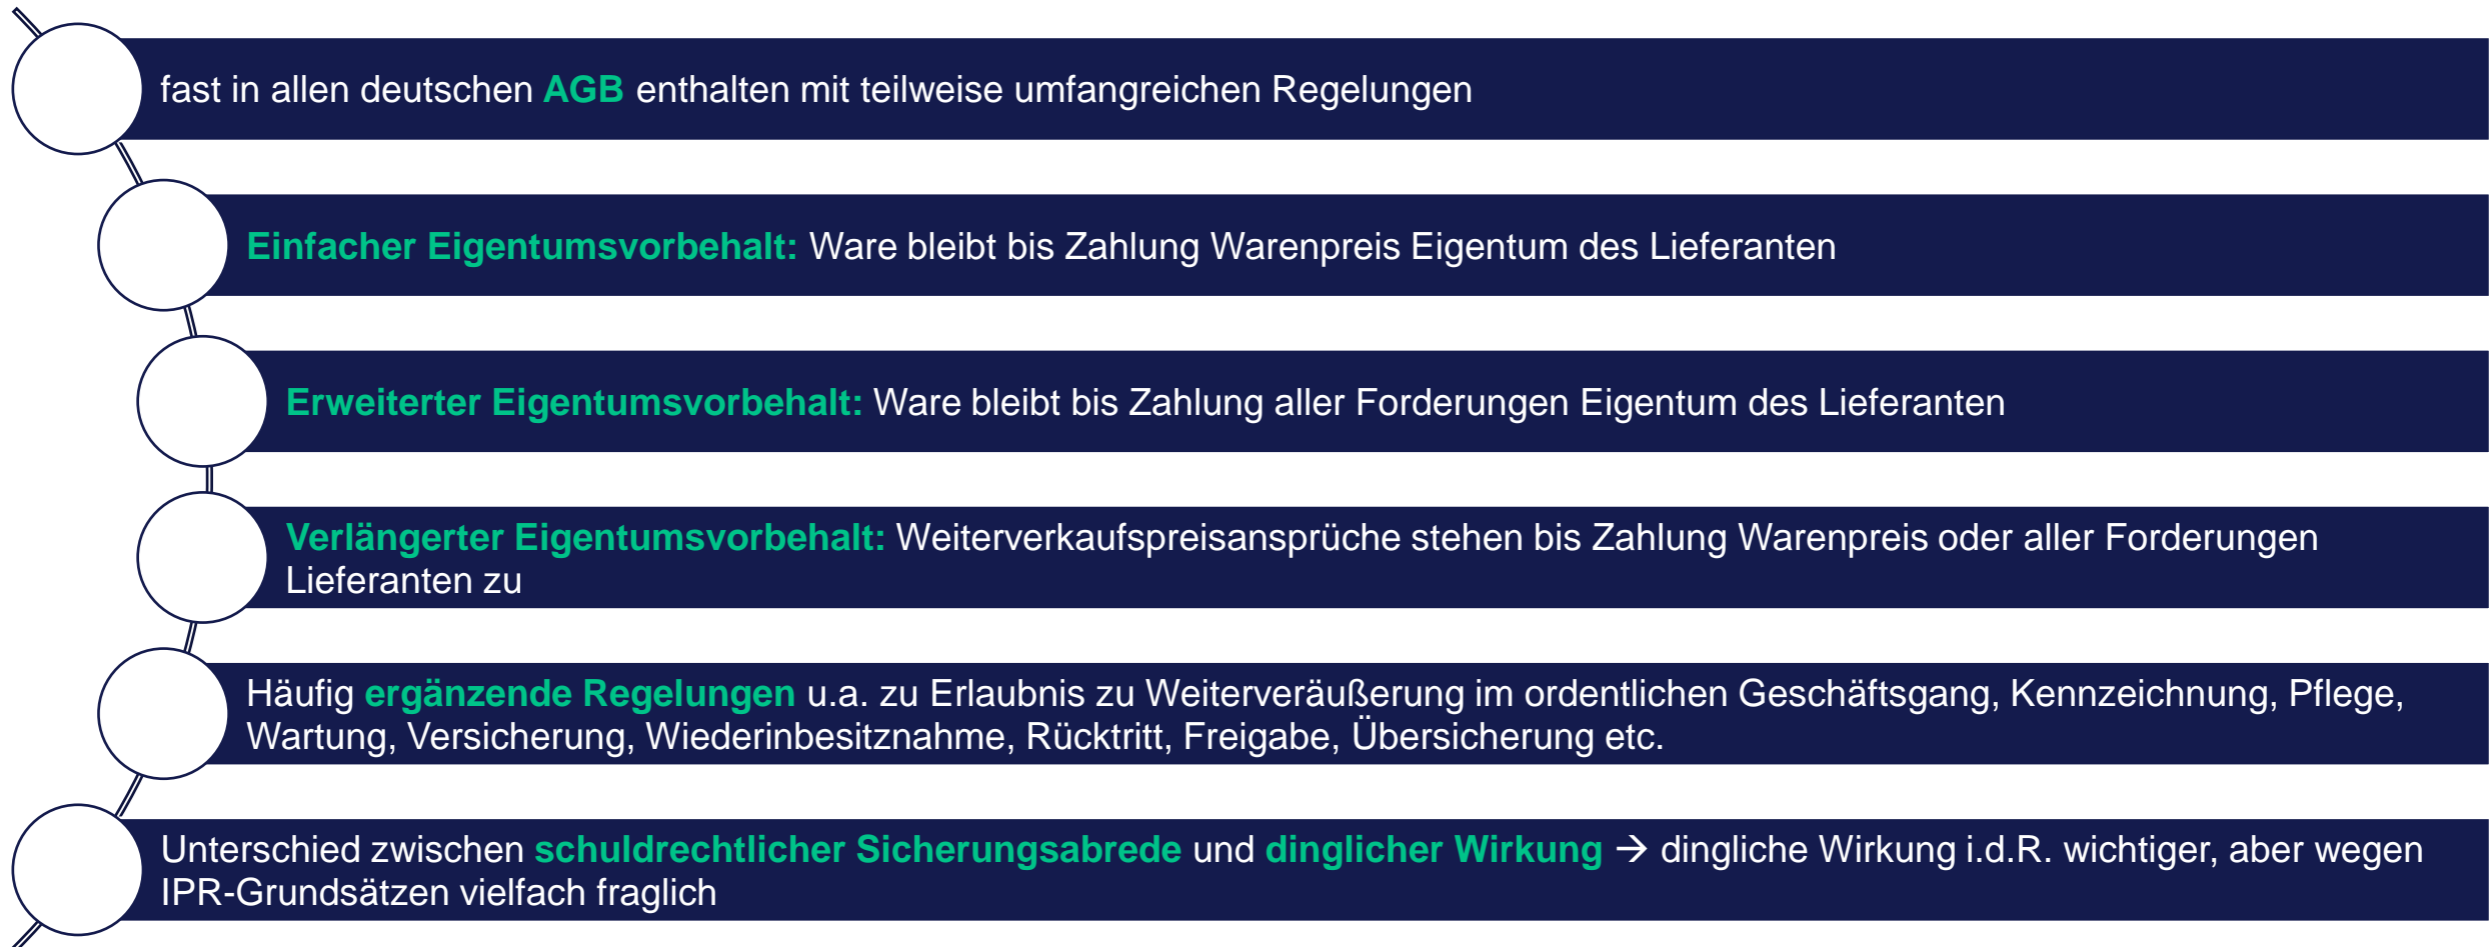 fast in allen deutschen AGB enthalten mit teilweise umfangreichen Regelungen
Einfacher Eigentumsvorbehalt: Ware bleibt bis Zahlung Warenpreis Eigentum des Lieferanten
Erweiterter Eigentumsvorbehalt: Ware bleibt bis Zahlung aller Forderungen Eigentum des Lieferanten
Verlängerter Eigentumsvorbehalt: Weiterverkaufspreisansprüche stehen bis Zahlung Warenpreis oder aller Forderungen
Lieferanten zu
Häufig ergänzende Regelungen u.a. zu Erlaubnis zu Weiterveräußerung im ordentlichen Geschäftsgang, Kennzeichnung, Pflege,
Wartung, Versicherung, Wiederinbesitznahme, Rücktritt, Freigabe, Übersicherung etc.
Unterschied zwischen schuldrechtlicher Sicherungsabrede und dinglicher Wirkung → dingliche Wirkung i.d.R. wichtiger, aber wegen
IPR-Grundsätzen vielfach fraglich